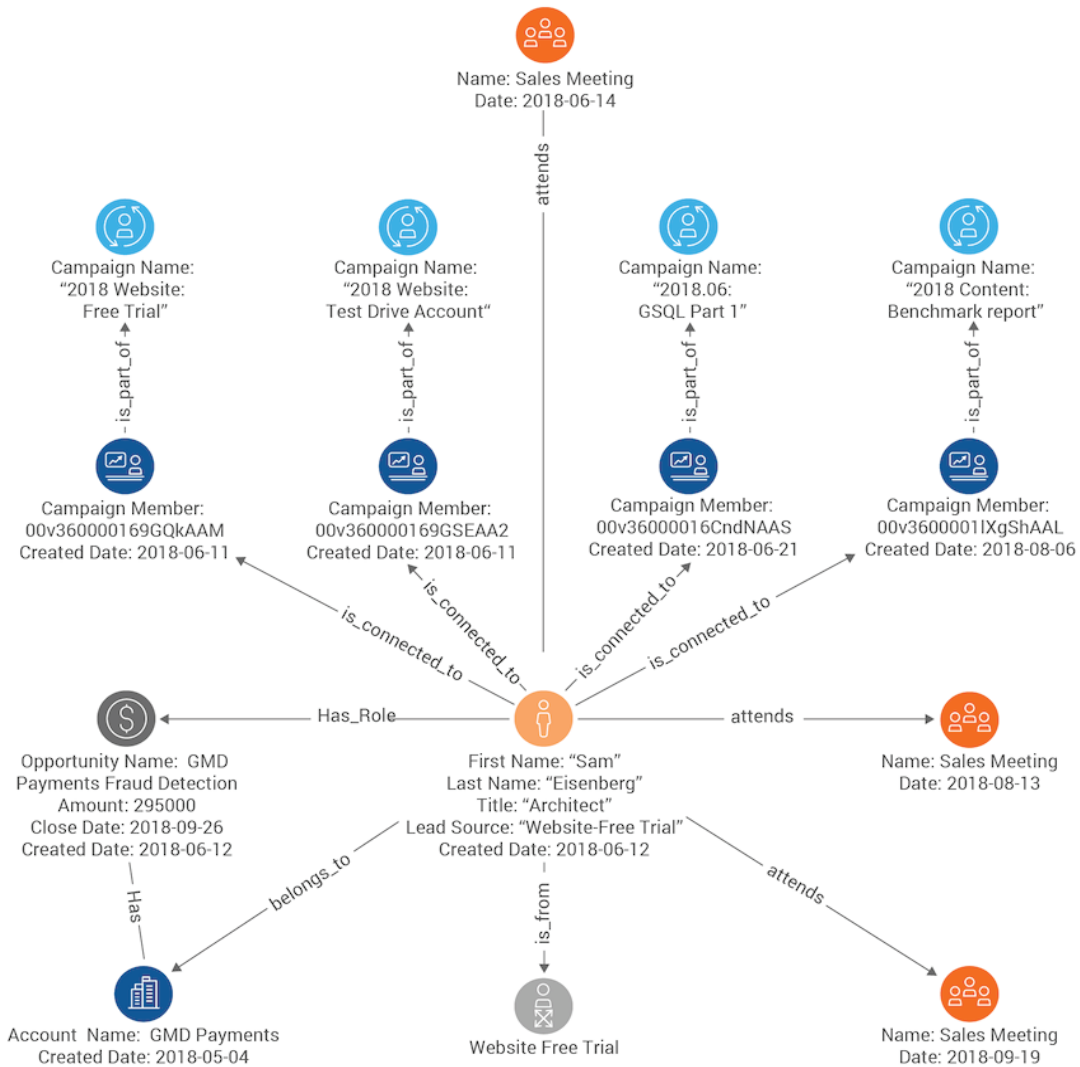 Name: Sales Meeting
Date: 2018-06-14
attends
Campaign Name:
“2018 Website:
Free Trial”
Campaign Name:
“2018 Website:
Test Drive Account“
Campaign Name:
“2018.06:
GSQL Part 1”
Campaign Name:
“2018 Content:
Benchmark report”
is_part_of
is_part_of
is_part_of
is_part_of
Campaign Member:
00v360000169GQkAAM
Created Date: 2018-06-11
Campaign Member:
00v360000169GSEAA2
Created Date: 2018-06-11
Campaign Member:
00v36000016CndNAAS
Created Date: 2018-06-21
Campaign Member:
00v3600001lXgShAAL
Created Date: 2018-08-06
is_connected_to
is_connected_to
is_connected_to
is_connected_to
Has_Role
attends
Opportunity Name: GMD
Payments Fraud Detection
Amount: 295000
Close Date: 2018-09-26
Created Date: 2018-06-12
First Name: “Sam”
Last Name: “Eisenberg”
Title: “Architect”
Lead Source: “Website-Free Trial”
Created Date: 2018-06-12
Name: Sales Meeting
Date: 2018-08-13
Has
belongs_to
is_from
attends
Account Name: GMD Payments
Created Date: 2018-05-04
Website Free Trial
Name: Sales Meeting
Date: 2018-09-19